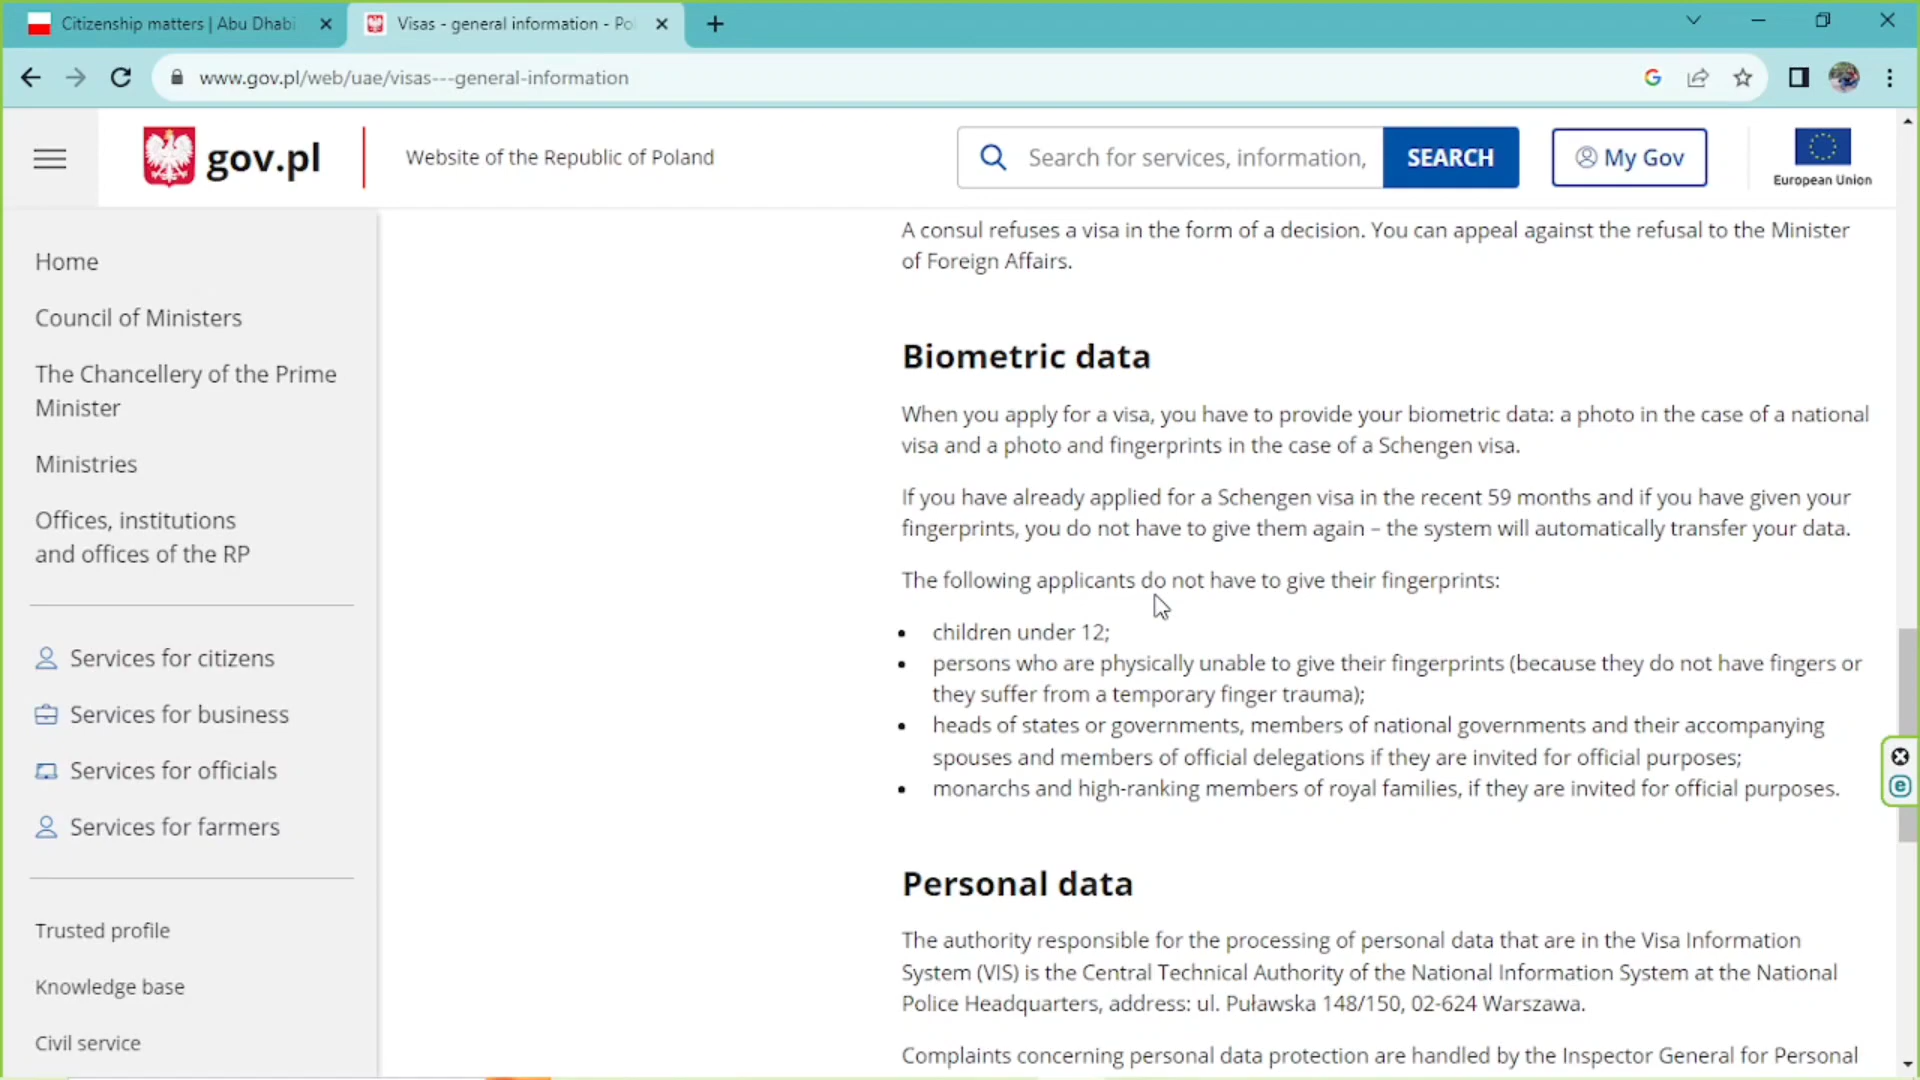 Citizenship matters | Abu Dhabi
Visas - general information - Po
www.gov.pl/web/uae/visas---general-information
gov.pl
Website of the Republic of Poland
Search for services, information,
SEARCH
My Gov
European Union
Home
Council of Ministers
The Chancellery of the Prime
Minister
Ministries
Offices, institutions
and offices of the RP
Services for citizens
Services for business
Services for officials
Services for farmers
Trusted profile
Knowledge base
Civil service
A consul refuses a visa in the form of a decision. You can appeal against the refusal to the Minister
of Foreign Affairs.
Biometric data
When you apply for a visa, you have to provide your biometric data: a photo in the case of a national
visa and a photo and fingerprints in the case of a Schengen visa.
If you have already applied for a Schengen visa in the recent 59 months and if you have given your
fingerprints, you do not have to give them again – the system will automatically transfer your data.
The following applicants do not have to give their fingerprints:
• children under 12;
• persons who are physically unable to give their fingerprints (because they do not have fingers or
they suffer from a temporary finger trauma);
• heads of states or governments, members of national governments and their accompanying
spouses and members of official delegations if they are invited for official purposes;
• monarchs and high-ranking members of royal families, if they are invited for official purposes.
Personal data
The authority responsible for the processing of personal data that are in the Visa Information
System (VIS) is the Central Technical Authority of the National Information System at the National
Police Headquarters, address: ul. Puławska 148/150, 02-624 Warszawa.
Complaints concerning personal data protection are handled by the Inspector General for Personal